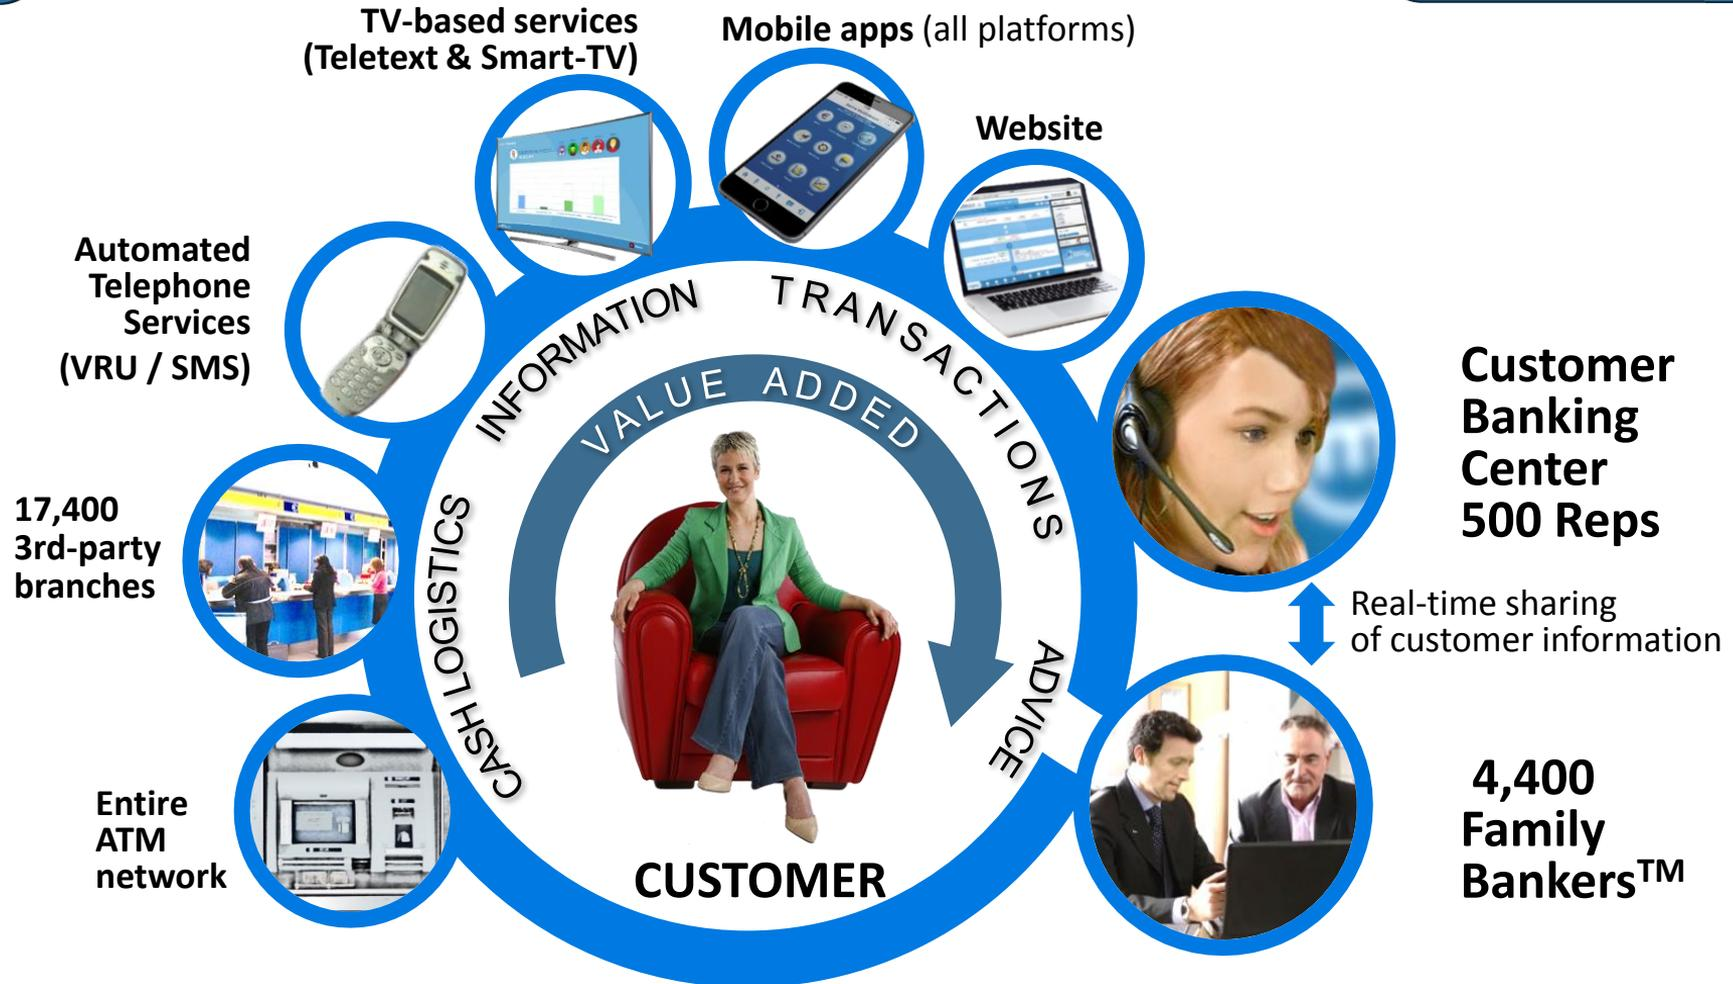 TV-based services
(Teletext & Smart-TV)
Mobile apps (all platforms)
Website
Automated
Telephone
Services
(VRU / SMS)
17,400
3rd-party
branches
Entire
ATM
network
CASH LOGISTICS
INFORMATION
TRANSACTIONS
ADVICE
VALUE ADDED
CUSTOMER
Customer
Banking
Center
500 Reps
Real-time sharing
of customer information
4,400
Family
Bankers™